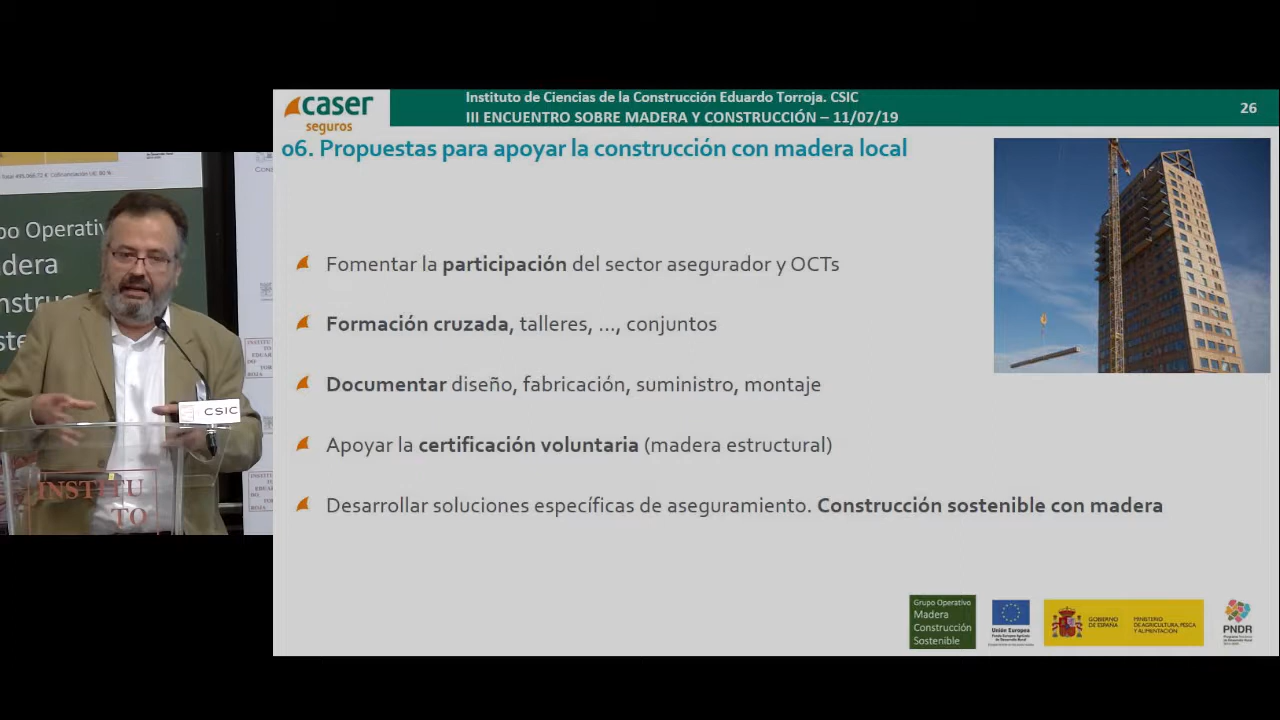 caser
seguros
Instituto de Ciencias de la Construcción Eduardo Torroja. CSIC
III ENCUENTRO SOBRE MADERA Y CONSTRUCCIÓN – 11/07/19
26
06. Propuestas para apoyar la construcción con madera local
Fomentar la participación del sector asegurador y OCTs
Formación cruzada, talleres, ..., conjuntos
Documentar diseño, fabricación, suministro, montaje
Apoyar la certificación voluntaria (madera estructural)
Desarrollar soluciones específicas de aseguramiento. Construcción sostenible con madera
po Operativ
dera
nstru
ste
CSIC
INSTITU
TO
Grupo Operativo
Madera
Construcción
Sostenible
Unión Europea
GOBIERNO
DE ESPAÑA
MINISTERIO
DE AGRICULTURA, PESCA
Y ALIMENTACIÓN
PNDR